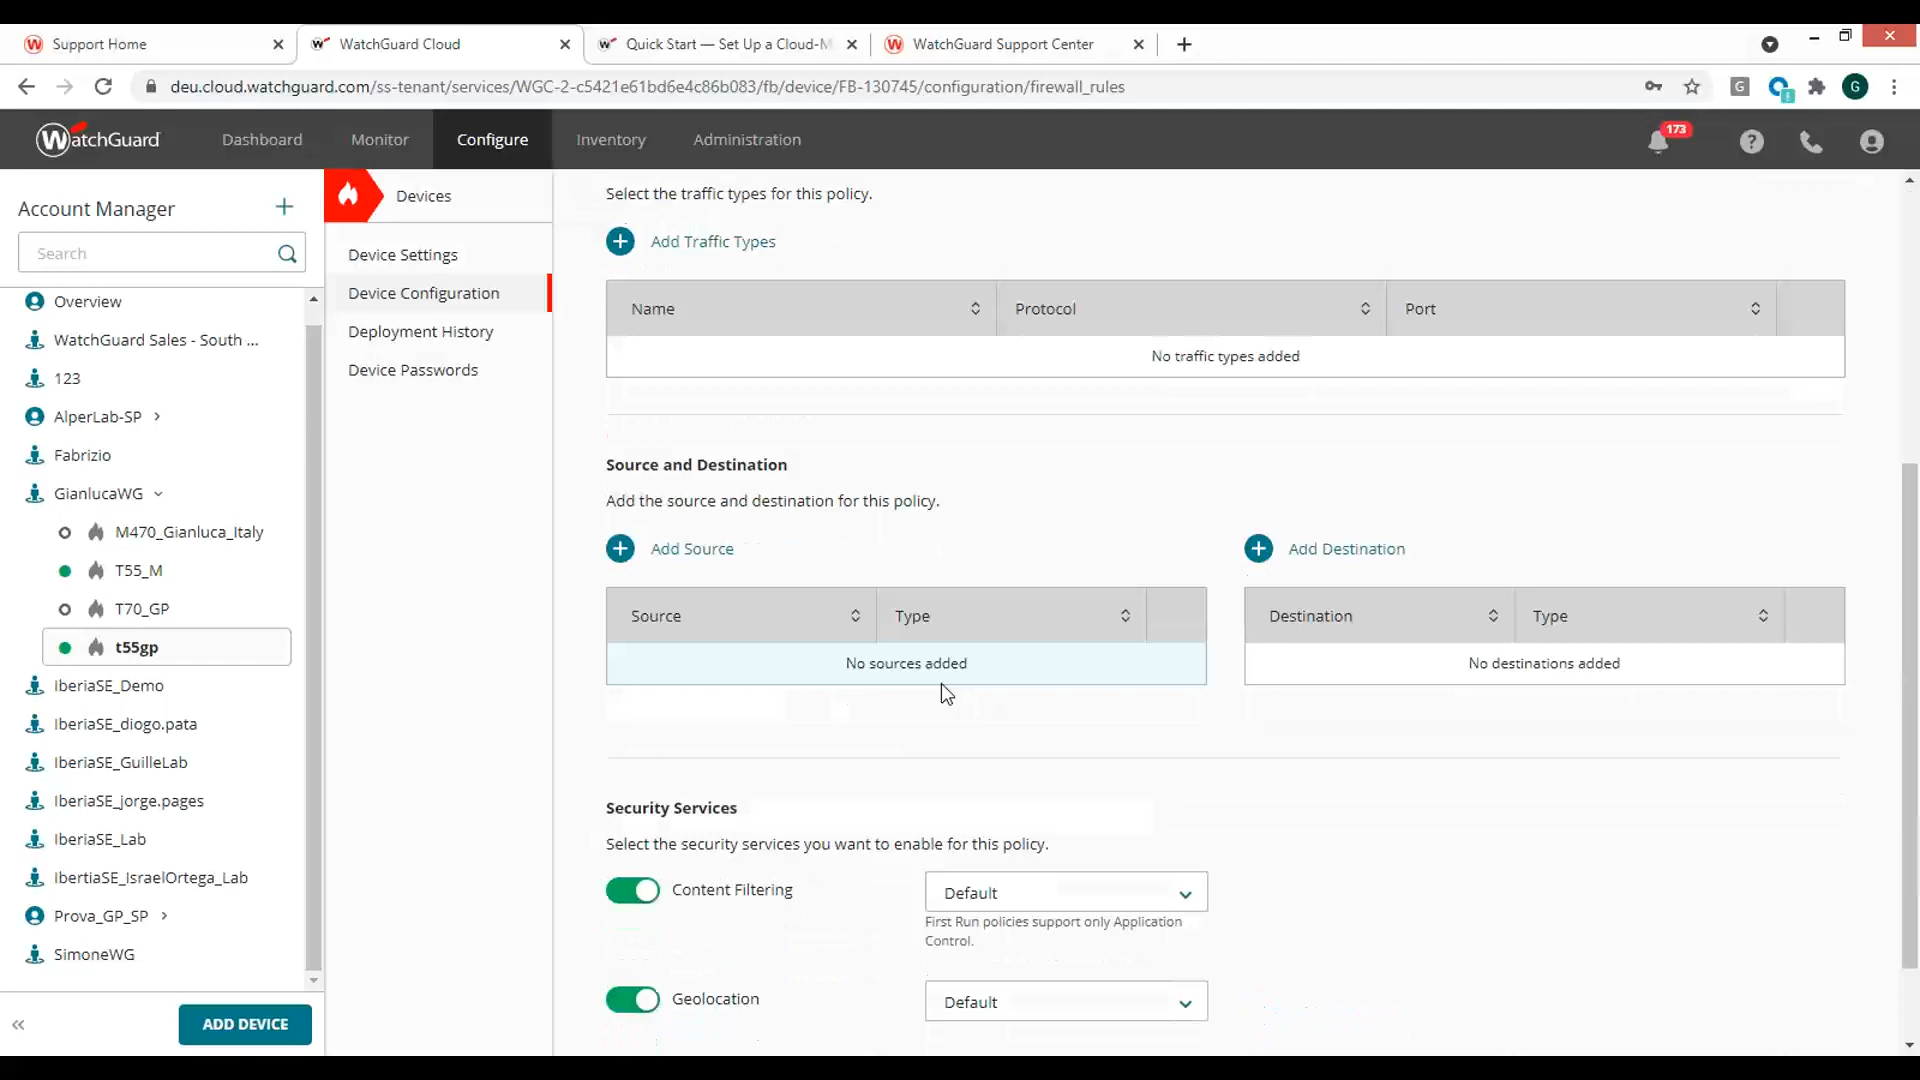 Support Home
WatchGuard Cloud
Quick Start — Set Up a Cloud-M
WatchGuard Support Center
deu.cloud.watchguard.com/ss-tenant/services/WGC-2-c5421e61bd6e4c86b083/fb/device/FB-130745/configuration/firewall_rules
G
G
WatchGuard
Dashboard
Monitor
Configure
Inventory
Administration
173
Account Manager
Search
Overview
WatchGuard Sales - South ...
123
AlperLab-SP
Fabrizio
GianlucaWG
M470_Gianluca_Italy
T55_M
T70_GP
t55gp
IberiaSE_Demo
IberiaSE_diogo.pata
IberiaSE_GuilleLab
IberiaSE_jorge.pages
IberiaSE_Lab
IbertiaSE_IsraelOrtega_Lab
Prova_GP_SP
SimoneWG
ADD DEVICE
Devices
Device Settings
Device Configuration
Deployment History
Device Passwords
Select the traffic types for this policy.
Add Traffic Types
Name
Protocol
Port
No traffic types added
Source and Destination
Add the source and destination for this policy.
Add Source
Add Destination
Source
Type
Destination
Type
No sources added
No destinations added
Security Services
Select the security services you want to enable for this policy.
Content Filtering
Default
First Run policies support only Application
Control.
Geolocation
Default